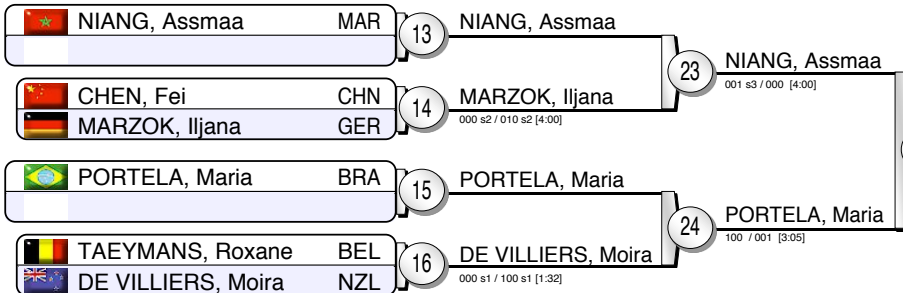 NIANG, Assmaa MAR
13
NIANG, Assmaa
23
NIANG, Assmaa
001 s3 / 000 [4:00]
CHEN, Fei CHN
MARZOK, Iljana GER
14
MARZOK, Iljana
000 s2 / 010 s2 [4:00]
PORTELA, Maria BRA
15
PORTELA, Maria
24
PORTELA, Maria
100 / 001 [3:05]
TAEYMANS, Roxane BEL
DE VILLIERS, Moira NZL
16
DE VILLIERS, Moira
000 s1 / 100 s1 [1:32]